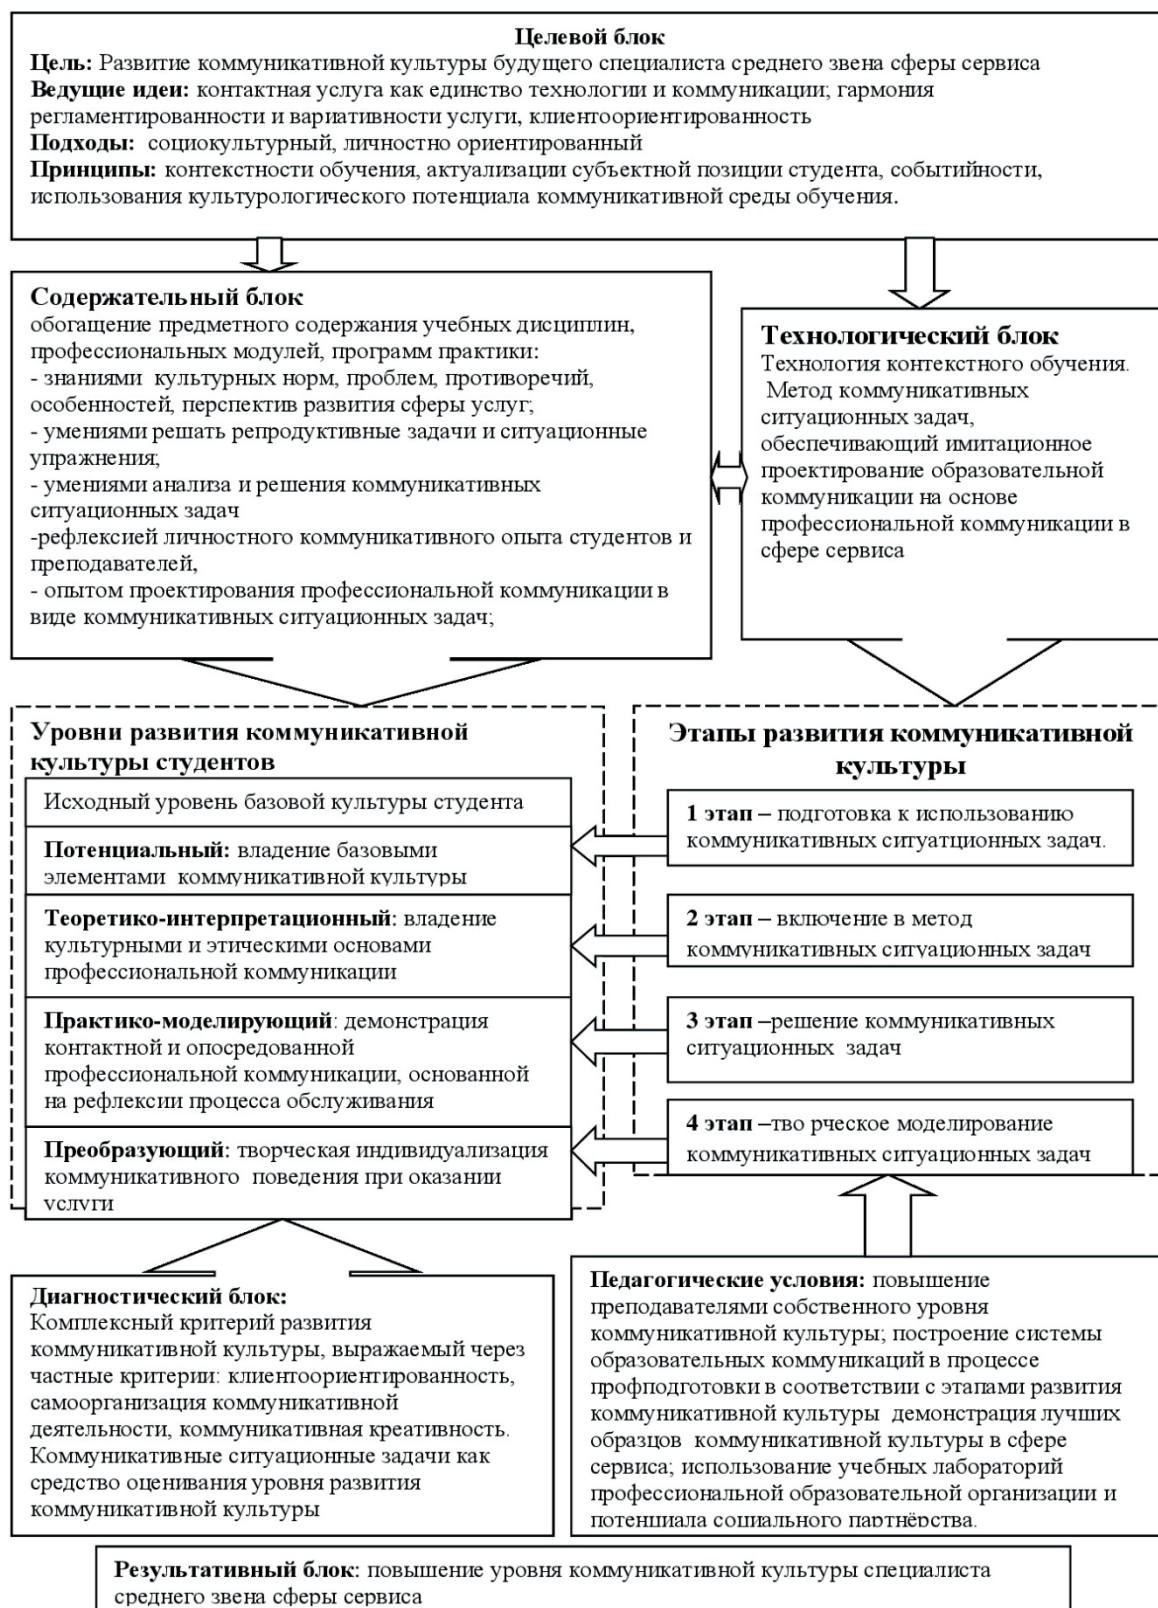 Целевой блок
Цель: Развитие коммуникативной культуры будущего специалиста среднего звена сферы сервиса
Ведущие идеи: контактная услуга как единство технологии и коммуникации; гармония
регламентированности и вариативности услуги, клиентоориентированность
Подходы: социокультурный, личностно ориентированный
Принципы: контекстности обучения, актуализации субъектной позиции студента, событийности,
использования культурологического потенциала коммуникативной среды обучения.
Содержательный блок
обогащение предметного содержания учебных дисциплин,
профессиональных модулей, программ практики:
- знаниями культурных норм, проблем, противоречий,
особенностей, перспектив развития сферы услуг;
- умениями решать репродуктивные задачи и ситуационные
упражнения;
- умениями анализа и решения коммуникативных
ситуационных задач
-рефлексией личностного коммуникативного опыта студентов и
преподавателей,
- опытом проектирования профессиональной коммуникации в
виде коммуникативных ситуационных задач;
Технологический блок
Технология контекстного обучения.
Метод коммуникативных
ситуационных задач,
обеспечивающий имитационное
проектирование образовательной
коммуникации на основе
профессиональной коммуникации в
сфере сервиса
Уровни развития коммуникативной
культуры студентов
Исходный уровень базовой культуры студента
Потенциальный: владение базовыми
элементами коммуникативной культуры
Теоретико-интерпретационный: владение
культурными и этическими основами
профессиональной коммуникации
Практико-моделирующий: демонстрация
контактной и опосредованной
профессиональной коммуникации, основанной
на рефлексии процесса обслуживания
Преобразующий: творческая индивидуализация
коммуникативного поведения при оказании
услуги
Этапы развития коммуникативной
культуры
1 этап – подготовка к использованию
коммуникативных ситуатционных задач.
2 этап – включение в метод
коммуникативных ситуационных задач
3 этап –решение коммуникативных
ситуационных задач
4 этап –тво рческое моделирование
коммуникативных ситуационных задач
Диагностический блок:
Комплексный критерий развития
коммуникативной культуры, выражаемый через
частные критерии: клиентоориентированность,
самоорганизация коммуникативной
деятельности, коммуникативная креативность.
Коммуникативные ситуационные задачи как
средство оценивания уровня развития
коммуникативной культуры
Педагогические условия: повышение
преподавателями собственного уровня
коммуникативной культуры; построение системы
образовательных коммуникаций в процессе
профподготовки в соответствии с этапами развития
коммуникативной культуры демонстрация лучших
образцов коммуникативной культуры в сфере
сервиса; использование учебных лабораторий
профессиональной образовательной организации и
потенциала социального партнёрства.
Результативный блок: повышение уровня коммуникативной культуры специалиста
среднего звена сферы сервиса